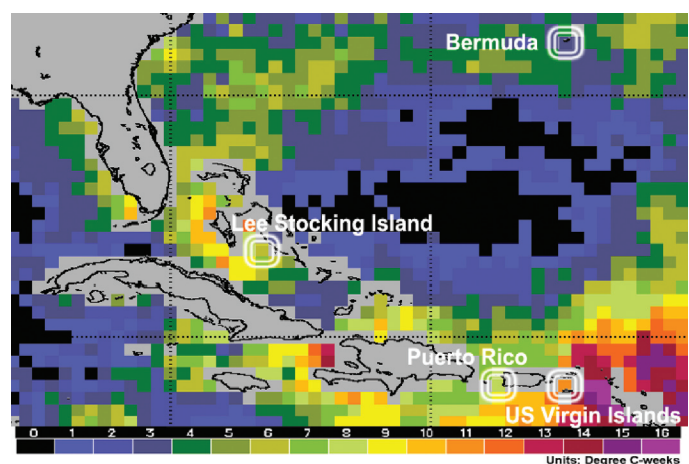 Bermuda
Lee Stocking Island
Puerto Rico
US Virgin Islands
0 1 2 3 4 5 6 7 8 9 10 11 12 13 14 15 16
Units: Degree C-weeks